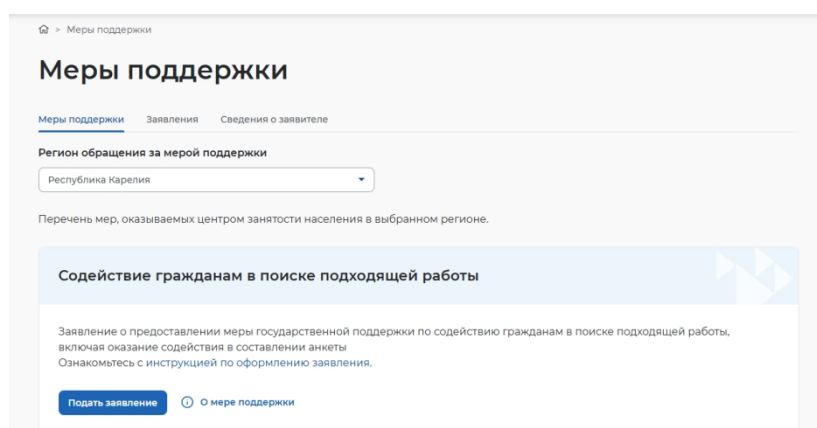 > Меры поддержки
Меры поддержки
Меры поддержки Заявления Сведения о заявителе
Регион обращения за мерой поддержки
Республика Карелия
Перечень мер, оказываемых центром занятости населения в выбранном регионе.
Содействие гражданам в поиске подходящей работы
Заявление о предоставлении меры государственной поддержки по содействию гражданам в поиске подходящей работы,
включая оказание содействия в составлении анкеты
Ознакомьтесь с инструкцией по оформлению заявления.
Подать заявление О мере поддержки